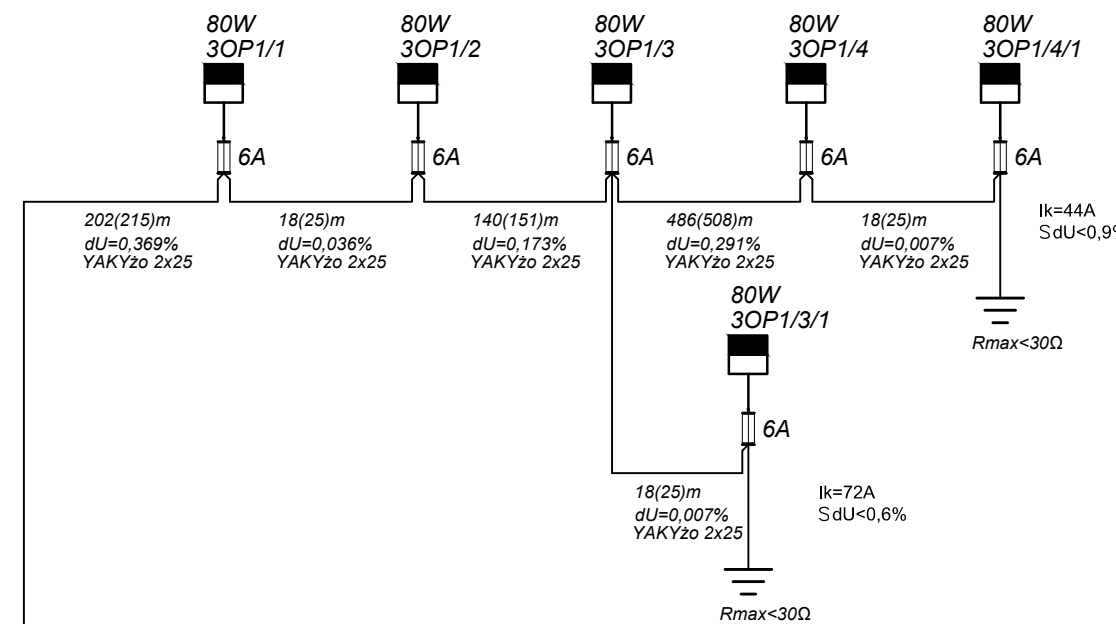 80W
3OP1/1
80W
3OP1/2
80W
3OP1/3
80W
3OP1/4
80W
3OP1/4/1
6A
6A
6A
6A
6A
202(215)m
dU=0,369%
YAKYżo 2x25
18(25)m
dU=0,036%
YAKYżo 2x25
140(151)m
dU=0,173%
YAKYżo 2x25
486(508)m
dU=0,291%
YAKYżo 2x25
18(25)m
dU=0,007%
YAKYżo 2x25
Ik=44A
SdU<0,9%
Rmax<30Ω
80W
3OP1/3/1
6A
18(25)m
dU=0,007%
YAKYżo 2x25
Ik=72A
SdU<0,6%
Rmax<30Ω